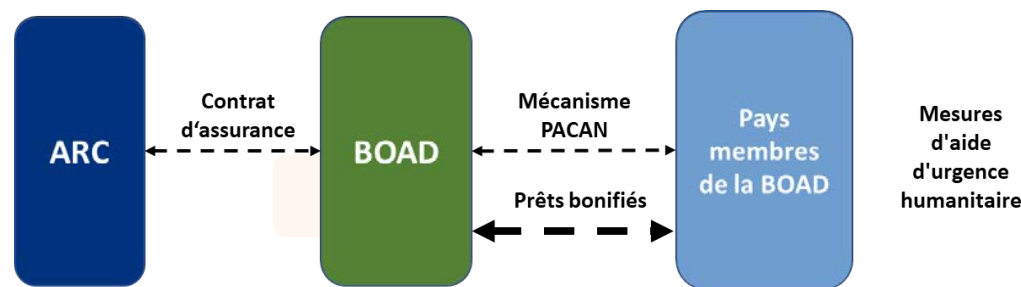 ARC
Contrat
d‘assurance
BOAD
Mécanisme
PACAN
Prêts bonifiés
Pays
membres
de la BOAD
Mesures
d'aide
d'urgence
humanitaire